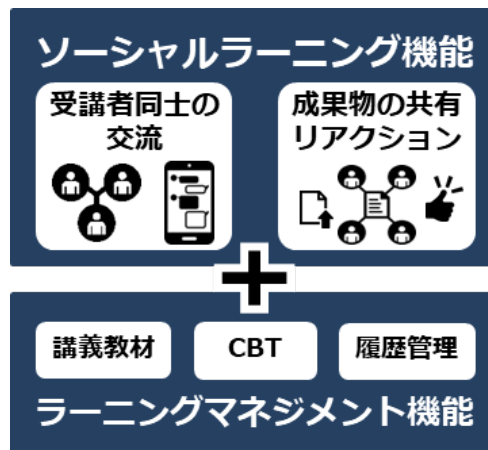 ソーシャルラーニング機能
受講者同士の
交流
成果物の共有
リアクション
講義教材
CBT
履歴管理
ラーニングマネジメント機能